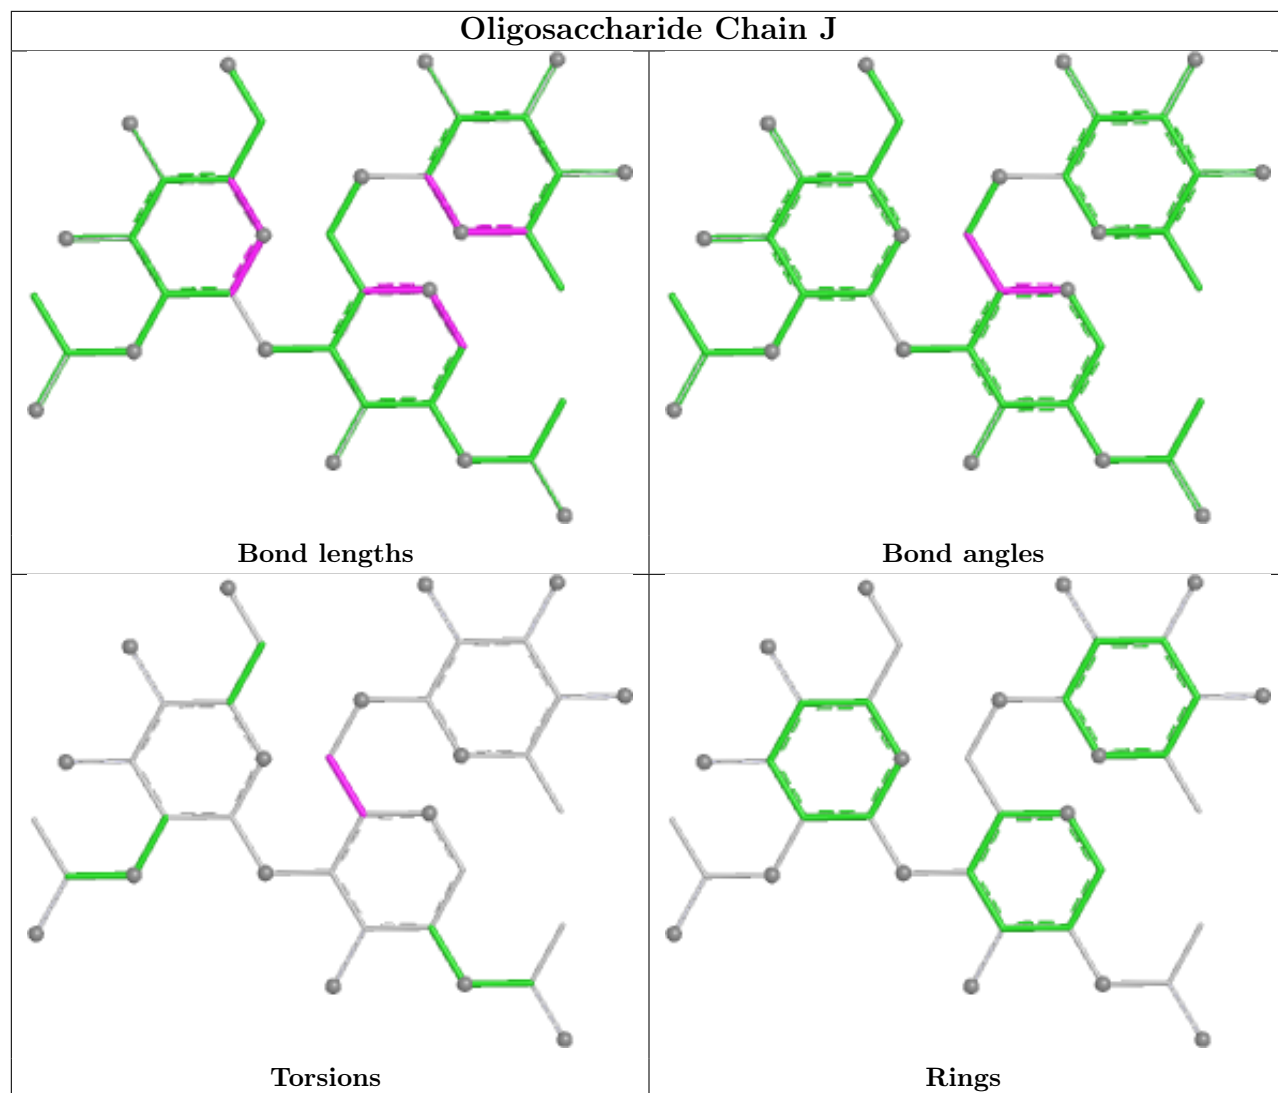 Oligosaccharide Chain J
Bond lengths
Bond angles
Torsions
Rings